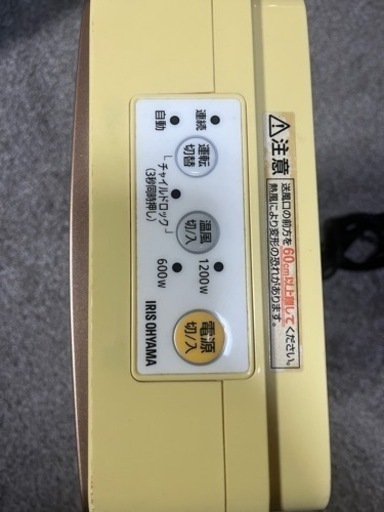 連続
自動
運転
切替
└ チャイルドロック ┘
(3秒同時押し)
温風
切/入
1200W
600W
電源
切/入
IRIS OHYAMA
注意
送風口の前方を
60cm以上離してください。
熱風により変形の恐れがあります。